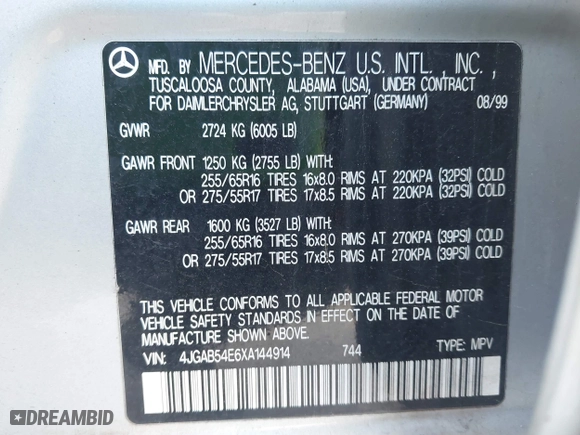 MFD. BY MERCEDES-BENZ U.S. INTL., INC.,
TUSCALOOSA COUNTY, ALABAMA (USA), UNDER CONTRACT
FOR DAIMLERCHRYSLER AG, STUTTGART (GERMANY) 08/99
GVWR 2724 KG (6005 LB)
GAWR FRONT 1250 KG (2755 LB) WITH:
255/65R16 TIRES 16x8.0 RIMS AT 220KPA (32PSI) COLD
OR 275/55R17 TIRES 17x8.5 RIMS AT 220KPA (32PSI) COLD
GAWR REAR 1600 KG (3527 LB) WITH:
255/65R16 TIRES 16x8.0 RIMS AT 270KPA (39PSI) COLD
OR 275/55R17 TIRES 17x8.5 RIMS AT 270KPA (39PSI) COLD
THIS VEHICLE CONFORMS TO ALL APPLICABLE FEDERAL MOTOR
VEHICLE SAFETY STANDARDS IN EFFECT ON THE DATE OF
MANUFACTURE SHOWN ABOVE.
VIN: 4JGAB54E6XA144914 744 TYPE: MPV
DREAMBID